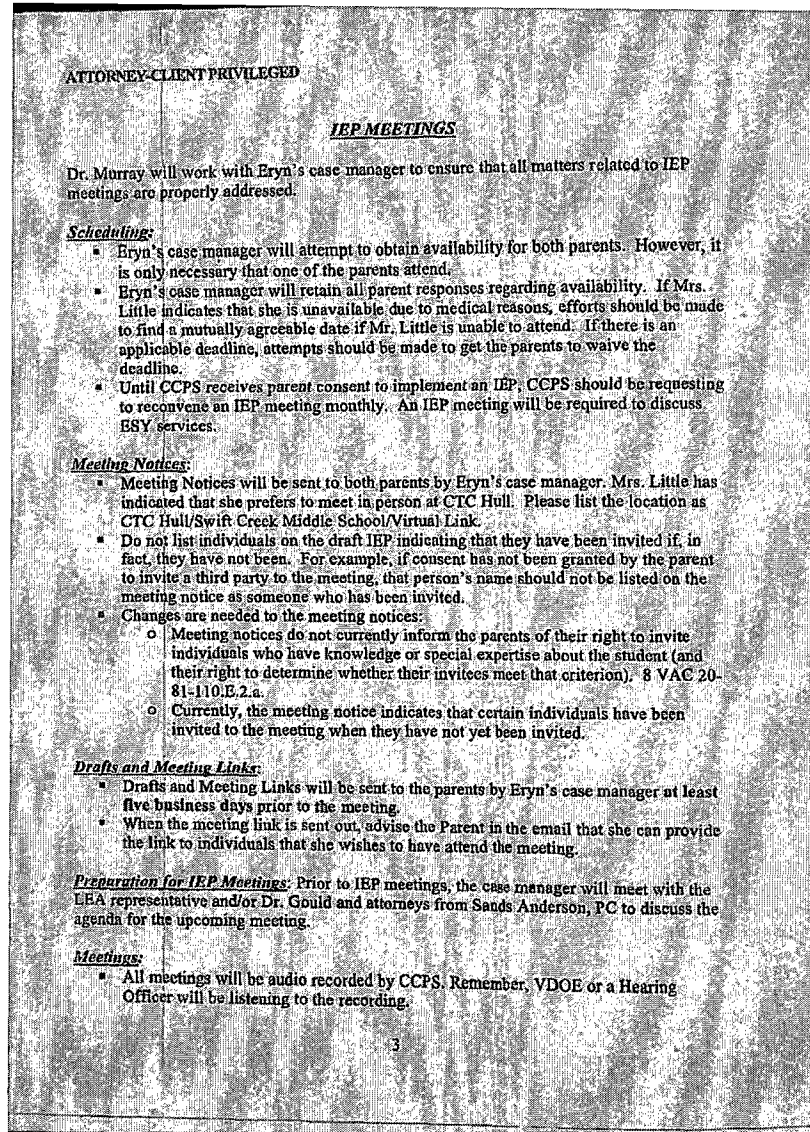 ATTORNEY-CLIENT PRIVILEGED
IEP MEETINGS
Dr. Murray will work with Eryn's case manager to ensure that all matters related to IEP
meetings are properly addressed.
Scheduling:
▪ Eryn's case manager will attempt to obtain availability for both parents. However, it
is only necessary that one of the parents attend.
▪ Eryn's case manager will retain all parent responses regarding availability. If Mrs.
Little indicates that she is unavailable due to medical reasons, efforts should be made
to find a mutually agreeable date if Mr. Little is unable to attend. If there is an
applicable deadline, attempts should be made to get the parents to waive the
deadline.
▪ Until CCPS receives parent consent to implement an IEP, CCPS should be requesting
to reconvene an IEP meeting monthly. An IEP meeting will be required to discuss
ESY services.
Meeting Notices:
▪ Meeting Notices will be sent to both parents by Eryn's case manager. Mrs. Little has
indicated that she prefers to meet in person at CTC Hull. Please list the location as
CTC Hull/Swift Creek Middle School/Virtual Link.
▪ Do not list individuals on the draft IEP indicating that they have been invited if, in
fact, they have not been. For example, if consent has not been granted by the parent
to invite a third party to the meeting, that person's name should not be listed on the
meeting notice as someone who has been invited.
▪ Changes are needed to the meeting notices:
o Meeting notices do not currently inform the parents of their right to invite
individuals who have knowledge or special expertise about the student (and
their right to determine whether their invitees meet that criterion). 8 VAC 20-
81-110.E.2.a.
o Currently, the meeting notice indicates that certain individuals have been
invited to the meeting when they have not yet been invited.
Drafts and Meeting Links:
▪ Drafts and Meeting Links will be sent to the parents by Eryn's case manager at least
five business days prior to the meeting.
▪ When the meeting link is sent out, advise the Parent in the email that she can provide
the link to individuals that she wishes to have attend the meeting.
Preparation for IEP Meetings: Prior to IEP meetings, the case manager will meet with the
LEA representative and/or Dr. Gould and attorneys from Sands Anderson, PC to discuss the
agenda for the upcoming meeting.
Meetings:
▪ All meetings will be audio recorded by CCPS. Remember, VDOE or a Hearing
Officer will be listening to the recording.
3